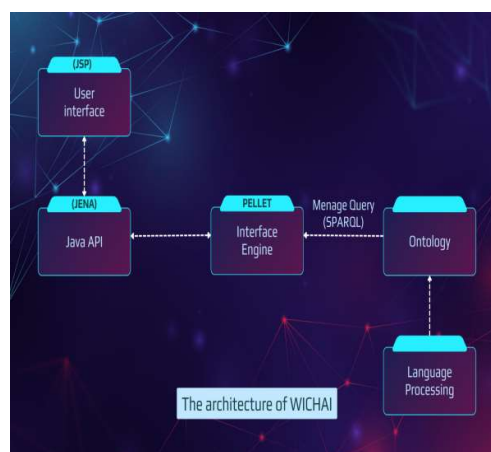 (JSP)
User
interface
(JENA)
Java API
PELLET
Interface
Engine
Menage Query
(SPARQL)
Ontology
Language
Processing
The architecture of WICHAI